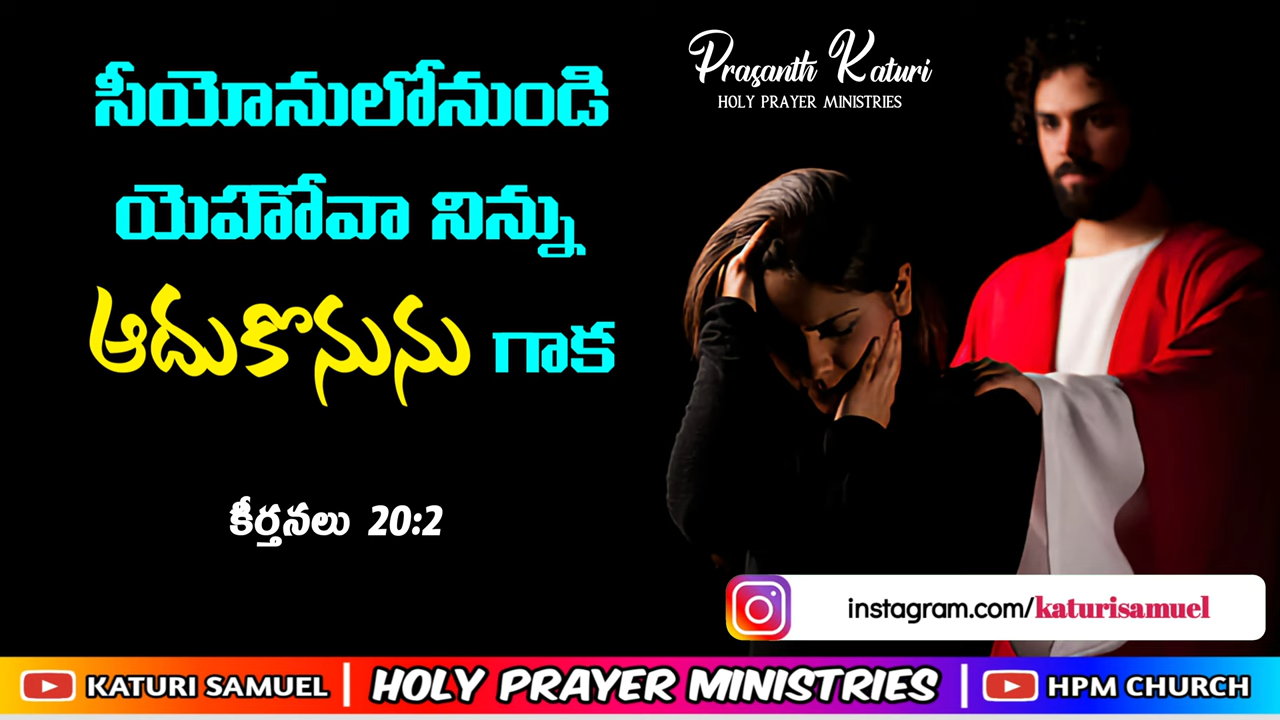 సీయోనులోనుండి
యెహోవా నిన్ను
ఆదుకొనును గాక
కీర్తనలు 20:2
Prasanth Katuri
HOLY PRAYER MINISTRIES
instagram.com/katurisamuel
KATURI SAMUEL | HOLY PRAYER MINISTRIES | HPM CHURCH